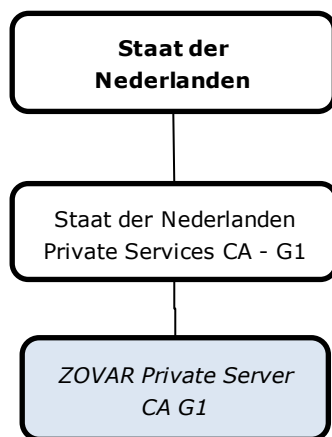 Staat der
Nederlanden
Staat der Nederlanden
Private Services CA - G1
ZOVAR Private Server
CA G1